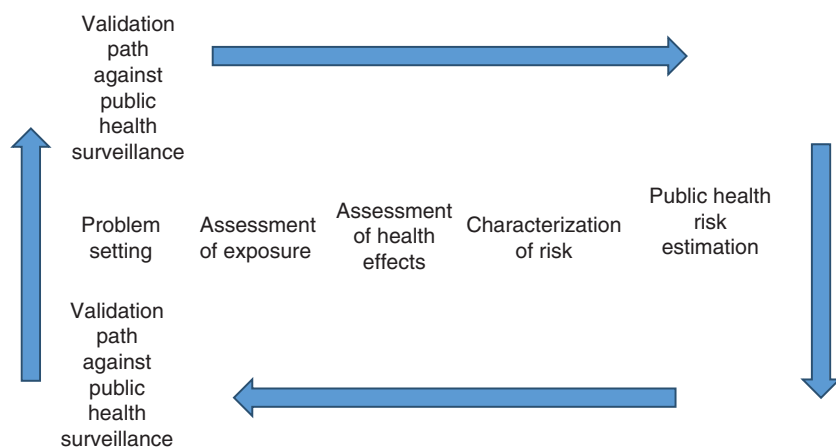 Validation
path
against
public
health
surveillance
Problem
setting
Assessment
of exposure
Assessment
of health
effects
Characterization
of risk
Public health
risk
estimation
Validation
path
against
public
health
surveillance